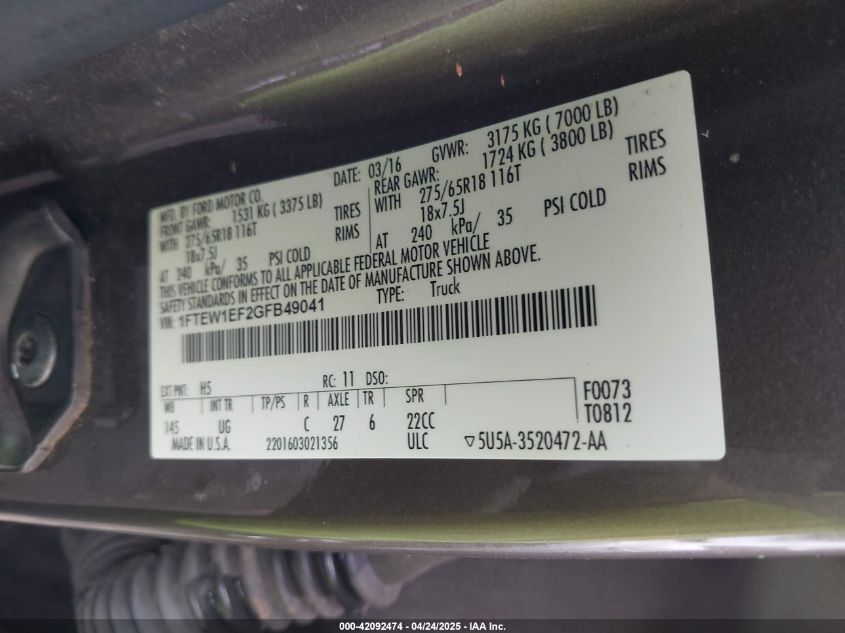 MFD. BY FORD MOTOR CO.
DATE: 03/16 GVWR: 3175 KG ( 7000 LB)
FRONT GAWR: 1531 KG ( 3375 LB)
REAR GAWR: 1724 KG ( 3800 LB)
WITH 275/65R18 116T TIRES
WITH 275/65R18 116T TIRES
18x7.5J RIMS
18x7.5J RIMS
AT 240 kPa/ 35 PSI COLD
AT 240 kPa/ 35 PSI COLD
THIS VEHICLE CONFORMS TO ALL APPLICABLE FEDERAL MOTOR VEHICLE
SAFETY STANDARDS IN EFFECT ON THE DATE OF MANUFACTURE SHOWN ABOVE.
VIN: 1FTEW1EF2GFB49041 TYPE: Truck
EXT PNT: H5 RC: 11 DSO:
WB INT TR TP/PS R AXLE TR SPR
145 UG C 27 6 22CC
F0073
T0812
MADE IN U.S.A. 2201603021356 ULC ▽5U5A-3520472-AA
000-42092474 - 04/24/2025 - IAA Inc.